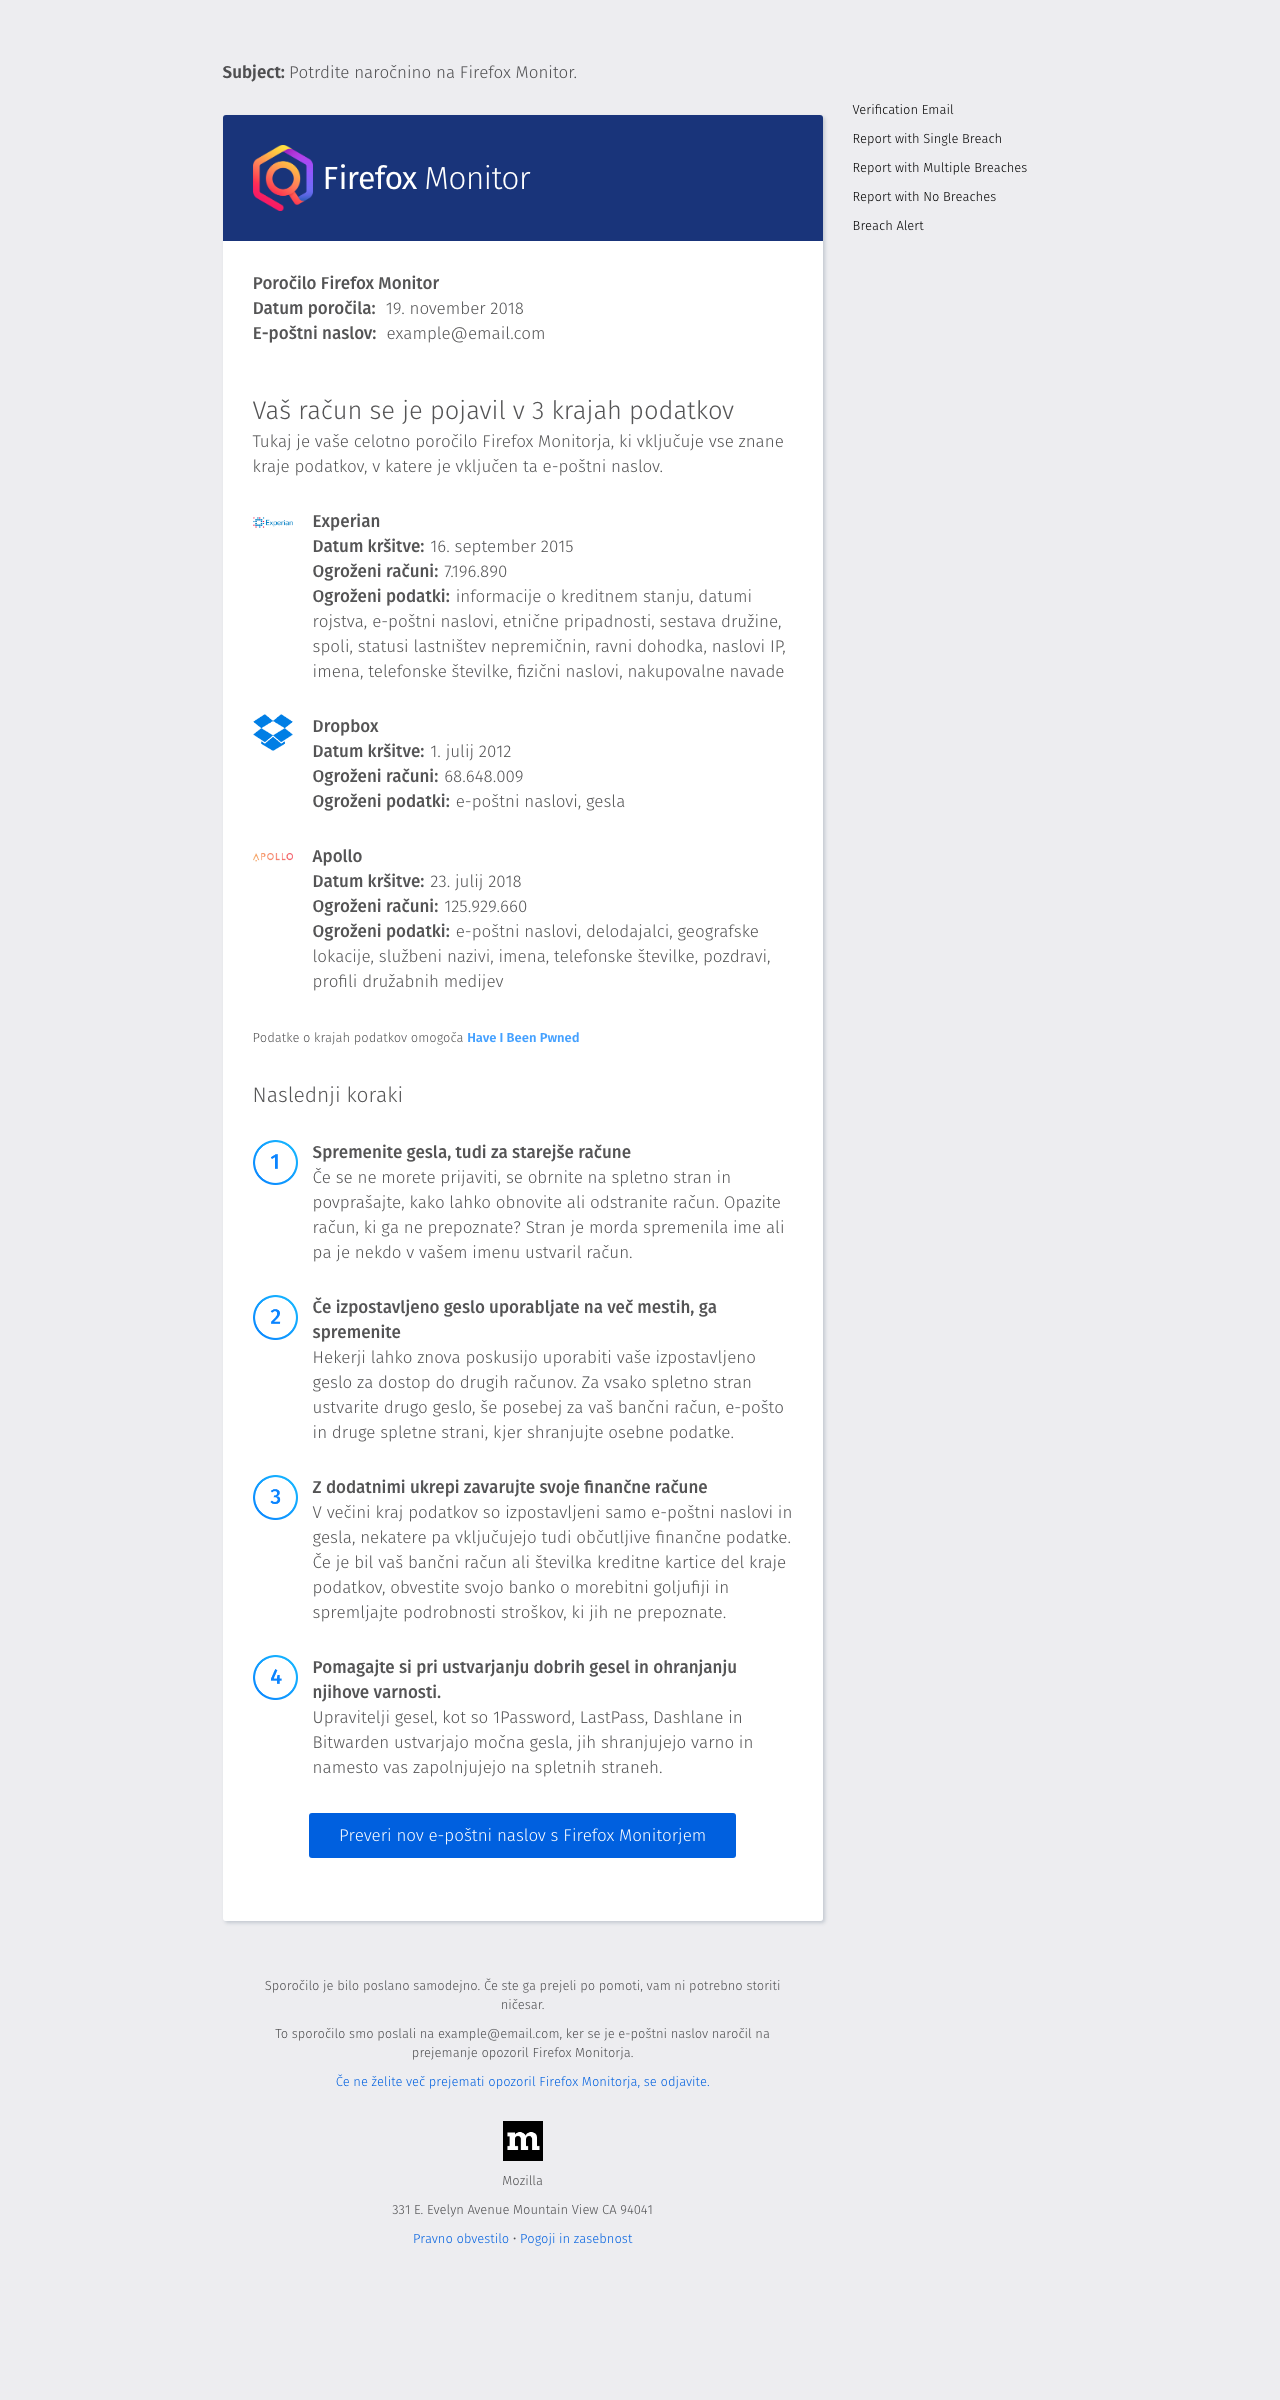 Subject: Potrdite naročnino na Firefox Monitor.
Verification Email
Report with Single Breach
Report with Multiple Breaches
Report with No Breaches
Breach Alert
Firefox Monitor
Poročilo Firefox Monitor
Datum poročila: 19. november 2018
E-poštni naslov: example@email.com
Vaš račun se je pojavil v 3 krajah podatkov
Tukaj je vaše celotno poročilo Firefox Monitorja, ki vključuje vse znane
kraje podatkov, v katere je vključen ta e-poštni naslov.
Experian
Experian
Datum kršitve: 16. september 2015
Ogroženi računi: 7.196.890
Ogroženi podatki: informacije o kreditnem stanju, datumi
rojstva, e-poštni naslovi, etnične pripadnosti, sestava družine,
spoli, statusi lastništev nepremičnin, ravni dohodka, naslovi IP,
imena, telefonske številke, fizični naslovi, nakupovalne navade
Dropbox
Datum kršitve: 1. julij 2012
Ogroženi računi: 68.648.009
Ogroženi podatki: e-poštni naslovi, gesla
APOLLO
Apollo
Datum kršitve: 23. julij 2018
Ogroženi računi: 125.929.660
Ogroženi podatki: e-poštni naslovi, delodajalci, geografske
lokacije, službeni nazivi, imena, telefonske številke, pozdravi,
profili družabnih medijev
Podatke o krajah podatkov omogoča Have I Been Pwned
Naslednji koraki
1
Spremenite gesla, tudi za starejše račune
Če se ne morete prijaviti, se obrnite na spletno stran in
povprašajte, kako lahko obnovite ali odstranite račun. Opazite
račun, ki ga ne prepoznate? Stran je morda spremenila ime ali
pa je nekdo v vašem imenu ustvaril račun.
2
Če izpostavljeno geslo uporabljate na več mestih, ga
spremenite
Hekerji lahko znova poskusijo uporabiti vaše izpostavljeno
geslo za dostop do drugih računov. Za vsako spletno stran
ustvarite drugo geslo, še posebej za vaš bančni račun, e-pošto
in druge spletne strani, kjer shranjujte osebne podatke.
3
Z dodatnimi ukrepi zavarujte svoje finančne račune
V večini kraj podatkov so izpostavljeni samo e-poštni naslovi in
gesla, nekatere pa vključujejo tudi občutljive finančne podatke.
Če je bil vaš bančni račun ali številka kreditne kartice del kraje
podatkov, obvestite svojo banko o morebitni goljufiji in
spremljajte podrobnosti stroškov, ki jih ne prepoznate.
4
Pomagajte si pri ustvarjanju dobrih gesel in ohranjanju
njihove varnosti.
Upravitelji gesel, kot so 1Password, LastPass, Dashlane in
Bitwarden ustvarjajo močna gesla, jih shranjujejo varno in
namesto vas zapolnjujejo na spletnih straneh.
Preveri nov e-poštni naslov s Firefox Monitorjem
Sporočilo je bilo poslano samodejno. Če ste ga prejeli po pomoti, vam ni potrebno storiti
ničesar.
To sporočilo smo poslali na example@email.com, ker se je e-poštni naslov naročil na
prejemanje opozoril Firefox Monitorja.
Če ne želite več prejemati opozoril Firefox Monitorja, se odjavite.
m
Mozilla
331 E. Evelyn Avenue Mountain View CA 94041
Pravno obvestilo • Pogoji in zasebnost